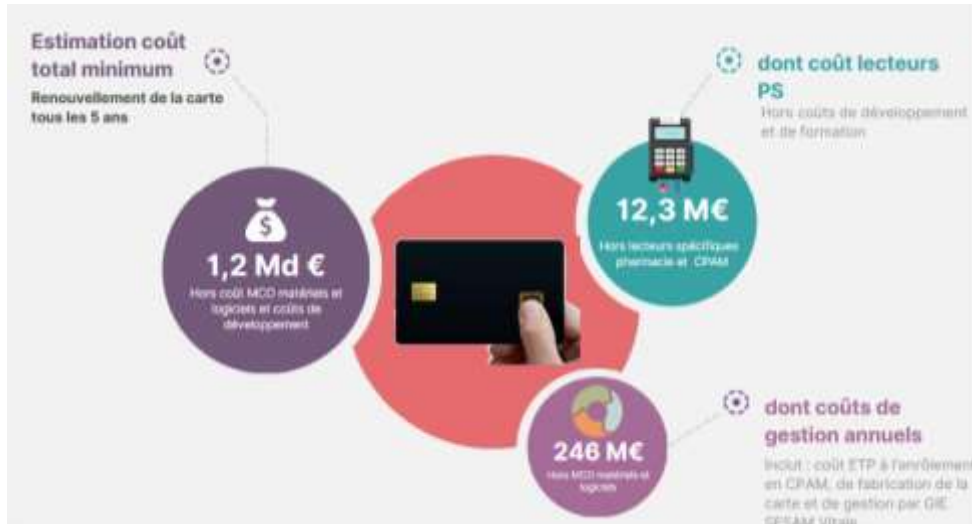 Estimation coût
total minimum
Renouvellement de la carte
tous les 5 ans
1,2 Md €
Hors coût MCO matériels et
logiciels et coûts de
développement
dont coût lecteurs
PS
Hors coûts de développement
et de formation
12,3 M€
Hors lecteurs spécifiques
pharmacie et CPAM
246 M€
Hors MCO matériels et
logiciels
dont coûts de
gestion annuels
Inclut : coût ETP à l'enrôlement
en CPAM, de fabrication de la
carte et de gestion par GIE
SESAM Vitale